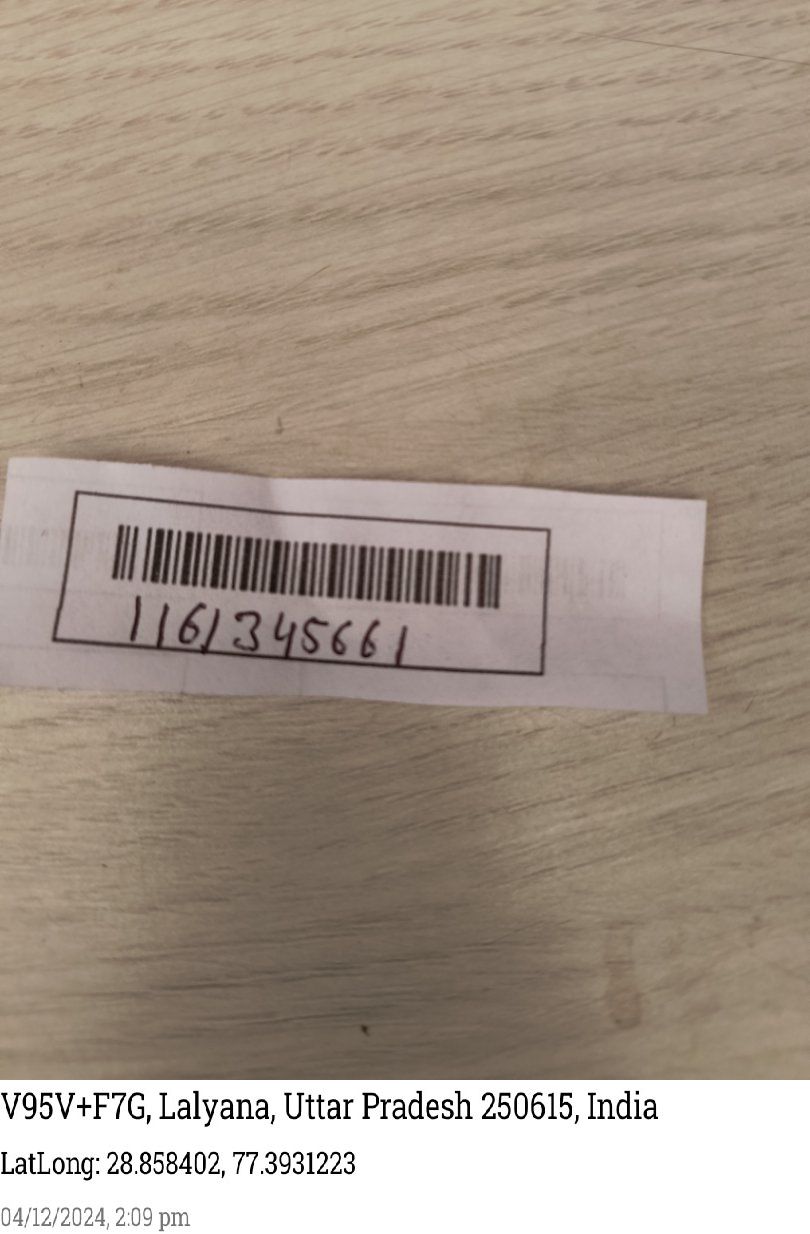 1161345661
V95V+F7G, Lalyana, Uttar Pradesh 250615, India
LatLong: 28.858402, 77.3931223
04/12/2024, 2:09 pm